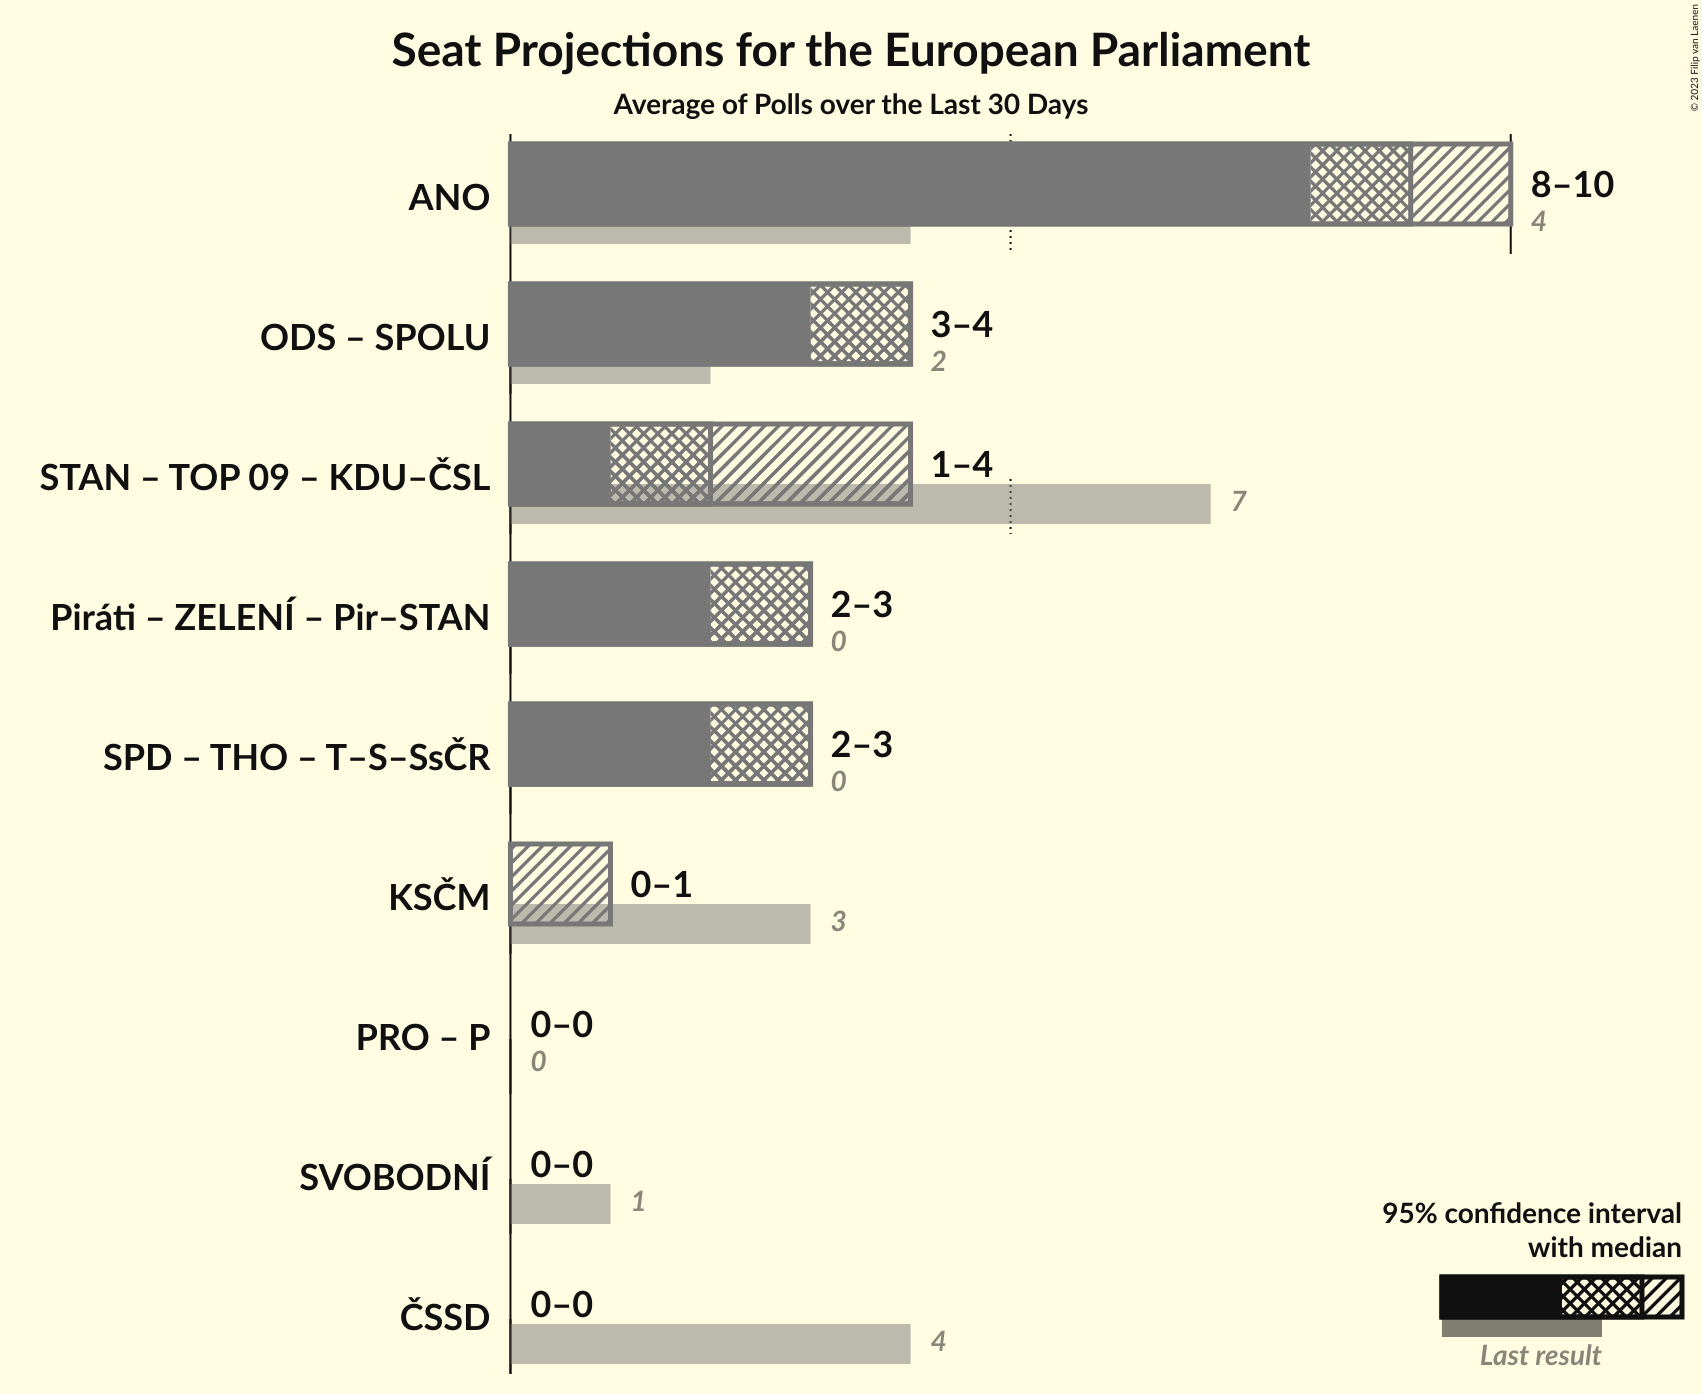 Seat Projections for the European Parliament
Average of Polls over the Last 30 Days
© 2023 Filip van Laenen
ANO
8–10
4
ODS – SPOLU
3–4
2
STAN – TOP 09 – KDU–ČSL
1–4
7
Piráti – ZELENÍ – Pir–STAN
2–3
0
SPD – THO – T–S–SsČR
2–3
0
KSČM
0–1
3
PRO – P
0–0
0
SVOBODNÍ
0–0
1
ČSSD
0–0
4
95% confidence interval
with median
Last result